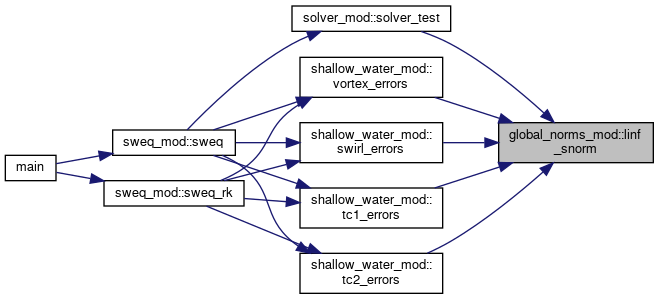 solver_mod::solver_test
shallow_water_mod::
vortex_errors
shallow_water_mod::
swirl_errors
global_norms_mod::linf
_snorm
sweq_mod::sweq
main
sweq_mod::sweq_rk
shallow_water_mod::
tc1_errors
shallow_water_mod::
tc2_errors